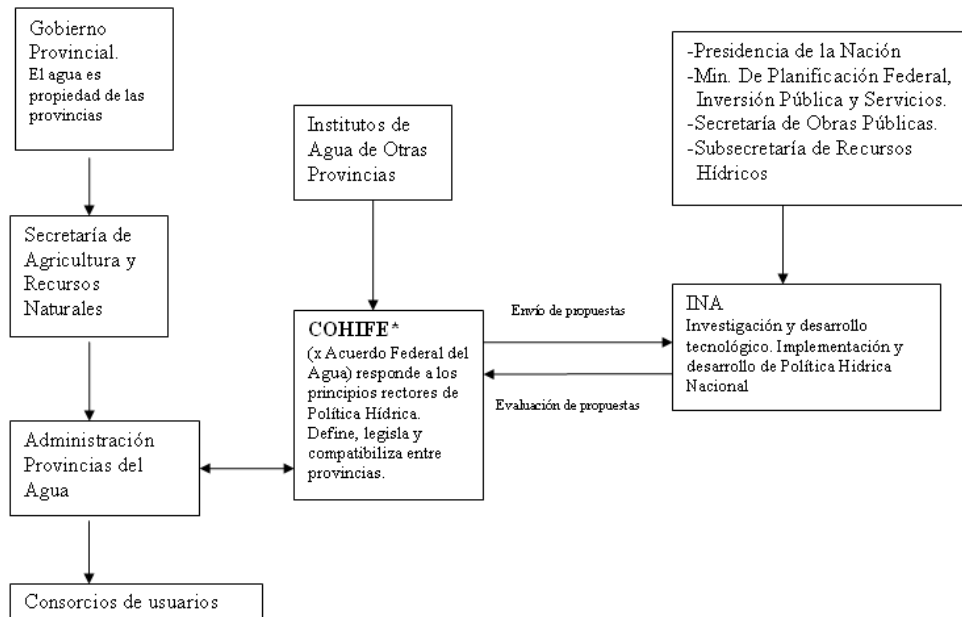 Gobierno
Provincial.
El agua es
propiedad de las
provincias
Secretaría de
Agricultura y
Recursos
Naturales
Administración
Provincias del
Agua
Consorcios de usuarios
Institutos de
Agua de Otras
Provincias
COHIFE*
(x Acuerdo Federal del
Agua) responde a los
principios rectores de
Política Hídrica.
Define, legisla y
compatibiliza entre
provincias.
Envío de propuestas
Evaluación de propuestas
-Presidencia de la Nación
-Min. De Planificación Federal,
Inversión Pública y Servicios.
-Secretaría de Obras Públicas.
-Subsecretaría de Recursos
Hídricos
INA
Investigación y desarrollo
tecnológico. Implementación y
desarrollo de Política Hidrica
Nacional